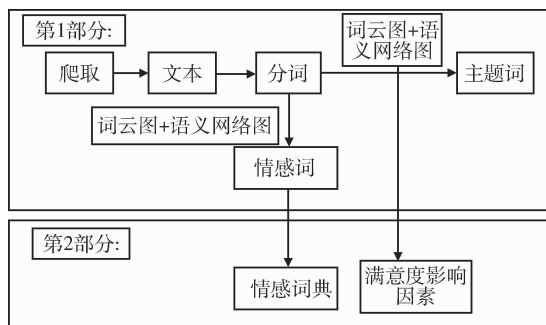 第1部分:
词云图+语
义网络图
爬取
文本
分词
主题词
词云图+语义网络图
情感词
第2部分:
情感词典
满意度影响
因素